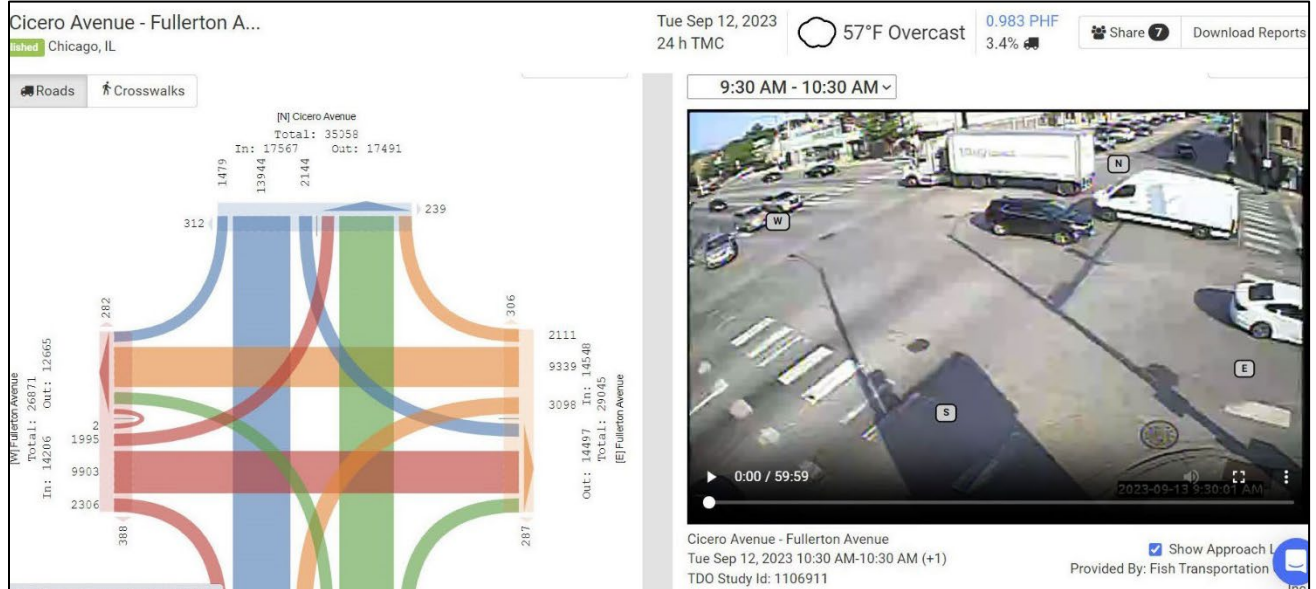 Cicero Avenue - Fullerton A...
lished Chicago, IL
Tue Sep 12, 2023
24 h TMC
57°F Overcast
0.983 PHF
3.4%
Share 7
Download Reports
Roads
Crosswalks
9:30 AM - 10:30 AM
[N] Cicero Avenue
Total: 35058
In: 17567 Out: 17491
1479
13944
2144
312
239
282
306
[W] Fullerton Avenue
Total: 26871
In: 14206 Out: 12665
2
1995
9903
2306
388
2111
9339
3098
Out: 14497 In: 14548
Total: 29045
[E] Fullerton Avenue
287
N
W
E
S
0:00 / 59:59
2023-09-13 9:30:01 AM
Cicero Avenue - Fullerton Avenue
Tue Sep 12, 2023 10:30 AM-10:30 AM (+1)
TDO Study Id: 1106911
Show Approach L
Provided By: Fish Transportation